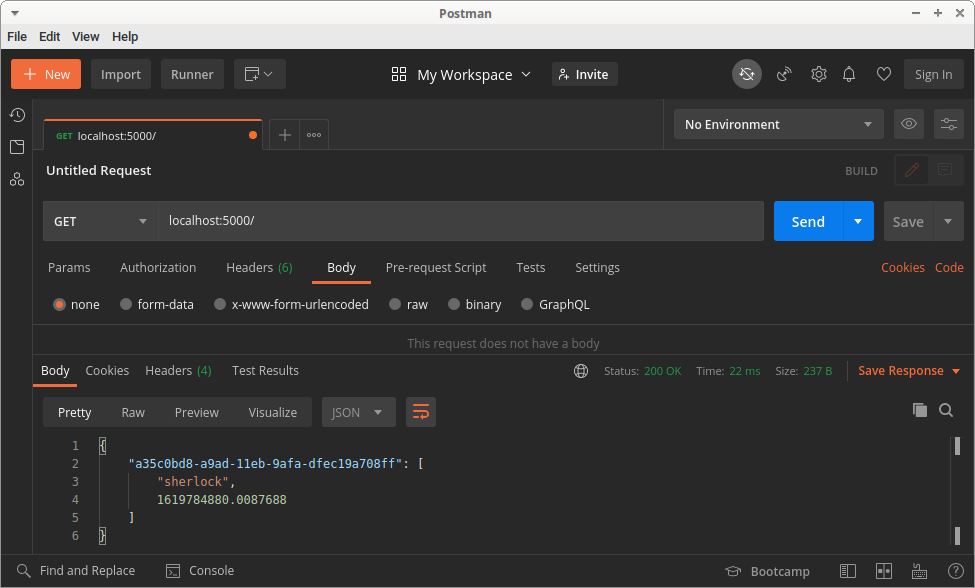 Postman
File Edit View Help
+ New Import Runner My Workspace Invite Sign In
GET localhost:5000/ + ooo No Environment
Untitled Request BUILD
GET localhost:5000/ Send Save
Params Authorization Headers (6) Body Pre-request Script Tests Settings Cookies Code
none form-data x-www-form-urlencoded raw binary GraphQL
This request does not have a body
Body Cookies Headers (4) Test Results Status: 200 OK Time: 22 ms Size: 237 B Save Response
Pretty Raw Preview Visualize JSON
1 {
2 "a35c0bd8-a9ad-11eb-9afa-dfec19a708ff": [
3 "sherlock",
4 1619784880.0087688
5 ]
6 }
Find and Replace Console Bootcamp ?